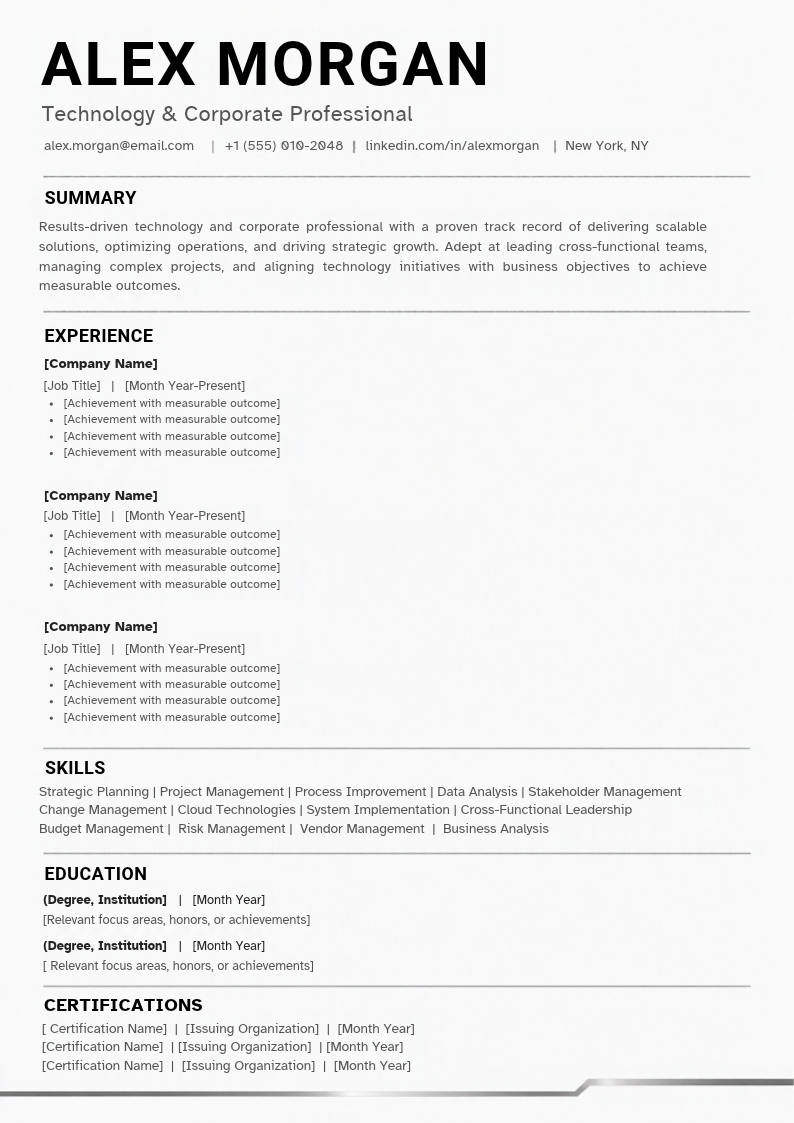 ALEX MORGAN
Technology & Corporate Professional
alex.morgan@email.com | +1 (555) 010-2048 | linkedin.com/in/alexmorgan | New York, NY
SUMMARY
Results-driven technology and corporate professional with a proven track record of delivering scalable
solutions, optimizing operations, and driving strategic growth. Adept at leading cross-functional teams,
managing complex projects, and aligning technology initiatives with business objectives to achieve
measurable outcomes.
EXPERIENCE
[Company Name]
[Job Title] | [Month Year-Present]
• [Achievement with measurable outcome]
• [Achievement with measurable outcome]
• [Achievement with measurable outcome]
• [Achievement with measurable outcome]
[Company Name]
[Job Title] | [Month Year-Present]
• [Achievement with measurable outcome]
• [Achievement with measurable outcome]
• [Achievement with measurable outcome]
• [Achievement with measurable outcome]
[Company Name]
[Job Title] | [Month Year-Present]
• [Achievement with measurable outcome]
• [Achievement with measurable outcome]
• [Achievement with measurable outcome]
• [Achievement with measurable outcome]
SKILLS
Strategic Planning | Project Management | Process Improvement | Data Analysis | Stakeholder Management
Change Management | Cloud Technologies | System Implementation | Cross-Functional Leadership
Budget Management | Risk Management | Vendor Management | Business Analysis
EDUCATION
(Degree, Institution] | [Month Year]
[Relevant focus areas, honors, or achievements]
(Degree, Institution] | [Month Year]
[ Relevant focus areas, honors, or achievements]
CERTIFICATIONS
[ Certification Name] | [Issuing Organization] | [Month Year]
[Certification Name] | [Issuing Organization] | [Month Year]
[Certification Name] | [Issuing Organization] | [Month Year]